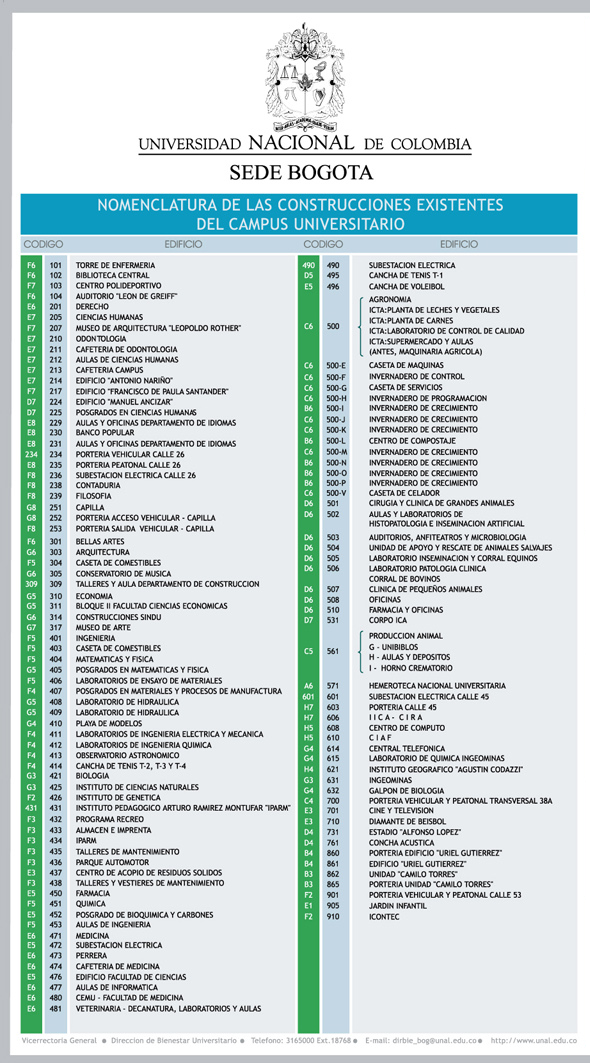 UNIVERSIDAD NACIONAL DE COLOMBIA
SEDE BOGOTA
NOMENCLATURA DE LAS CONSTRUCCIONES EXISTENTES
DEL CAMPUS UNIVERSITARIO
CODIGO EDIFICIO CODIGO EDIFICIO
F6 101 TORRE DE ENFERMERIA
F6 102 BIBLIOTECA CENTRAL
F7 103 CENTRO POLIDEPORTIVO
F6 104 AUDITORIO "LEON DE GREIFF"
E6 201 DERECHO
E7 205 CIENCIAS HUMANAS
F7 207 MUSEO DE ARQUITECTURA "LEOPOLDO ROTHER"
E7 210 ODONTOLOGIA
E7 211 CAFETERIA DE ODONTOLOGIA
E7 212 AULAS DE CIENCIAS HUMANAS
E7 213 CAFETERIA CAMPUS
E7 214 EDIFICIO "ANTONIO NARIÑO"
F7 217 EDIFICIO "FRANCISCO DE PAULA SANTANDER"
D7 224 EDIFICIO "MANUEL ANCIZAR"
D7 225 POSGRADOS EN CIENCIAS HUMANAS
E8 229 AULAS Y OFICINAS DEPARTAMENTO DE IDIOMAS
E8 230 BANCO POPULAR
E8 231 AULAS Y OFICINAS DEPARTAMENTO DE IDIOMAS
234 234 PORTERIA VEHICULAR CALLE 26
E8 235 PORTERIA PEATONAL CALLE 26
F8 236 SUBESTACION ELECTRICA CALLE 26
F8 238 CONTADURIA
F8 239 FILOSOFIA
G8 251 CAPILLA
G8 252 PORTERIA ACCESO VEHICULAR - CAPILLA
F8 253 PORTERIA SALIDA VEHICULAR - CAPILLA
F6 301 BELLAS ARTES
G6 303 ARQUITECTURA
F5 304 CASETA DE COMESTIBLES
G6 305 CONSERVATORIO DE MUSICA
309 309 TALLERES Y AULA DEPARTAMENTO DE CONSTRUCCION
G5 310 ECONOMIA
G5 311 BLOQUE II FACULTAD CIENCIAS ECONOMICAS
G6 314 CONSTRUCCIONES SINDU
G7 317 MUSEO DE ARTE
F5 401 INGENIERIA
F5 403 CASETA DE COMESTIBLES
F5 404 MATEMATICAS Y FISICA
G5 405 POSGRADOS EN MATEMATICAS Y FISICA
F5 406 LABORATORIOS DE ENSAYO DE MATERIALES
F4 407 POSGRADOS EN MATERIALES Y PROCESOS DE MANUFACTURA
G5 408 LABORATORIO DE HIDRAULICA
G5 409 LABORATORIO DE HIDRAULICA
G4 410 PLAYA DE MODELOS
F4 411 LABORATORIOS DE INGENIERIA ELECTRICA Y MECANICA
F4 412 LABORATORIOS DE INGENIERIA QUIMICA
F4 413 OBSERVATORIO ASTRONOMICO
F4 414 CANCHA DE TENIS T-2, T-3 Y T-4
G3 421 BIOLOGIA
G3 425 INSTITUTO DE CIENCIAS NATURALES
F2 426 INSTITUTO DE GENETICA
431 431 INSTITUTO PEDAGOGICO ARTURO RAMIREZ MONTUFAR "IPARM"
F3 432 PROGRAMA RECREO
F3 433 ALMACEN E IMPRENTA
F3 434 IPARM
F3 435 TALLERES DE MANTENIMIENTO
F3 436 PARQUE AUTOMOTOR
E3 437 CENTRO DE ACOPIO DE RESIDUOS SOLIDOS
F3 438 TALLERES Y VESTIERES DE MANTENIMIENTO
E5 450 FARMACIA
F5 451 QUIMICA
E5 452 POSGRADO DE BIOQUIMICA Y CARBONES
F5 453 AULAS DE INGENIERIA
E6 471 MEDICINA
E5 472 SUBESTACION ELECTRICA
E6 473 PERRERA
E6 474 CAFETERIA DE MEDICINA
E5 476 EDIFICIO FACULTAD DE CIENCIAS
E6 477 AULAS DE INFORMATICA
E6 480 CEMU - FACULTAD DE MEDICINA
E6 481 VETERINARIA - DECANATURA, LABORATORIOS Y AULAS
490 490 SUBESTACION ELECTRICA
D5 495 CANCHA DE TENIS T-1
E5 496 CANCHA DE VOLEIBOL
AGRONOMIA
ICTA:PLANTA DE LECHES Y VEGETALES
ICTA:PLANTA DE CARNES
C6 500 ICTA:LABORATORIO DE CONTROL DE CALIDAD
ICTA:SUPERMERCADO Y AULAS
(ANTES, MAQUINARIA AGRICOLA)
C6 500-E CASETA DE MAQUINAS
C6 500-F INVERNADERO DE CONTROL
C6 500-G CASETA DE SERVICIOS
C6 500-H INVERNADERO DE PROGRAMACION
B6 500-I INVERNADERO DE CRECIMIENTO
C6 500-J INVERNADERO DE CRECIMIENTO
C6 500-K INVERNADERO DE CRECIMIENTO
B6 500-L CENTRO DE COMPOSTAJE
C6 500-M INVERNADERO DE CRECIMIENTO
B6 500-N INVERNADERO DE CRECIMIENTO
B6 500-O INVERNADERO DE CRECIMIENTO
B6 500-P INVERNADERO DE CRECIMIENTO
C6 500-V CASETA DE CELADOR
D6 501 CIRUGIA Y CLINICA DE GRANDES ANIMALES
D6 502 AULAS Y LABORATORIOS DE
HISTOPATOLOGIA E INSEMINACION ARTIFICIAL
D6 503 AUDITORIOS, ANFITEATROS Y MICROBIOLOGIA
D6 504 UNIDAD DE APOYO Y RESCATE DE ANIMALES SALVAJES
D6 505 LABORATORIO INSEMINACION Y CORRAL EQUINOS
D6 506 LABORATORIO PATOLOGIA CLINICA
CORRAL DE BOVINOS
D6 507 CLINICA DE PEQUEÑOS ANIMALES
D6 508 OFICINAS
D6 510 FARMACIA Y OFICINAS
D7 531 CORPO ICA
PRODUCCION ANIMAL
C5 561 G - UNIBIBLOS
H - AULAS Y DEPOSITOS
I - HORNO CREMATORIO
A6 571 HEMEROTECA NACIONAL UNIVERSITARIA
601 601 SUBESTACION ELECTRICA CALLE 45
H7 603 PORTERIA CALLE 45
H7 606 I I C A - C I R A
H5 608 CENTRO DE COMPUTO
H5 610 C I A F
G4 614 CENTRAL TELEFONICA
G4 615 LABORATORIO DE QUIMICA INGEOMINAS
H4 621 INSTITUTO GEOGRAFICO "AGUSTIN CODAZZI"
G3 631 INGEOMINAS
G4 632 GALPON DE BIOLOGIA
C4 700 PORTERIA VEHICULAR Y PEATONAL TRANSVERSAL 38A
E3 701 CINE Y TELEVISION
E3 710 DIAMANTE DE BEISBOL
D4 731 ESTADIO "ALFONSO LOPEZ"
D4 761 CONCHA ACUSTICA
B4 860 PORTERIA EDIFICIO "URIEL GUTIERREZ"
B4 861 EDIFICIO "URIEL GUTIERREZ"
B3 862 UNIDAD "CAMILO TORRES"
B3 865 PORTERIA UNIDAD "CAMILO TORRES"
F2 901 PORTERIA VEHICULAR Y PEATONAL CALLE 53
E1 905 JARDIN INFANTIL
F2 910 ICONTEC
Vicerrectoria General ● Direccion de Bienestar Universitario ● Telefono: 3165000 Ext.18768 ● E-mail: dirbie_bog@unal.edu.co ● http://www.unal.edu.co